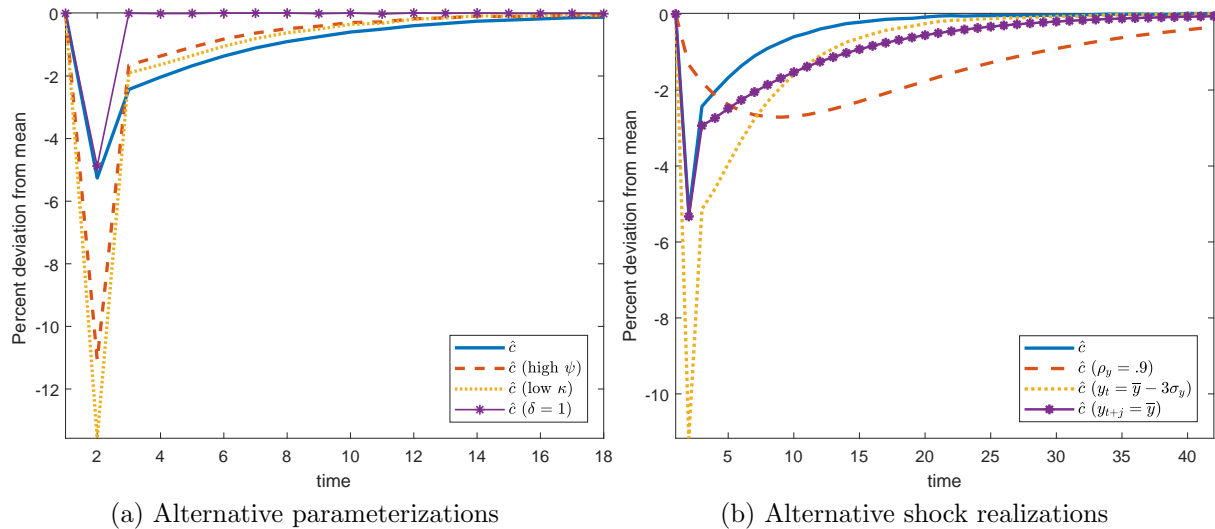 0
-2
-4
-6
-8
-10
-12
Percent deviation from mean
2 4 6 8 10 12 14 16 18
time
ĉ
ĉ (high ψ)
ĉ (low κ)
ĉ (δ = 1)
(a) Alternative parameterizations
0
-2
-4
-6
-8
-10
Percent deviation from mean
5 10 15 20 25 30 35 40
time
ĉ
ĉ (ρ_y = .9)
ĉ (y_t = y̅ − 3σ_y)
ĉ (y_{t+j} = y̅)
(b) Alternative shock realizations